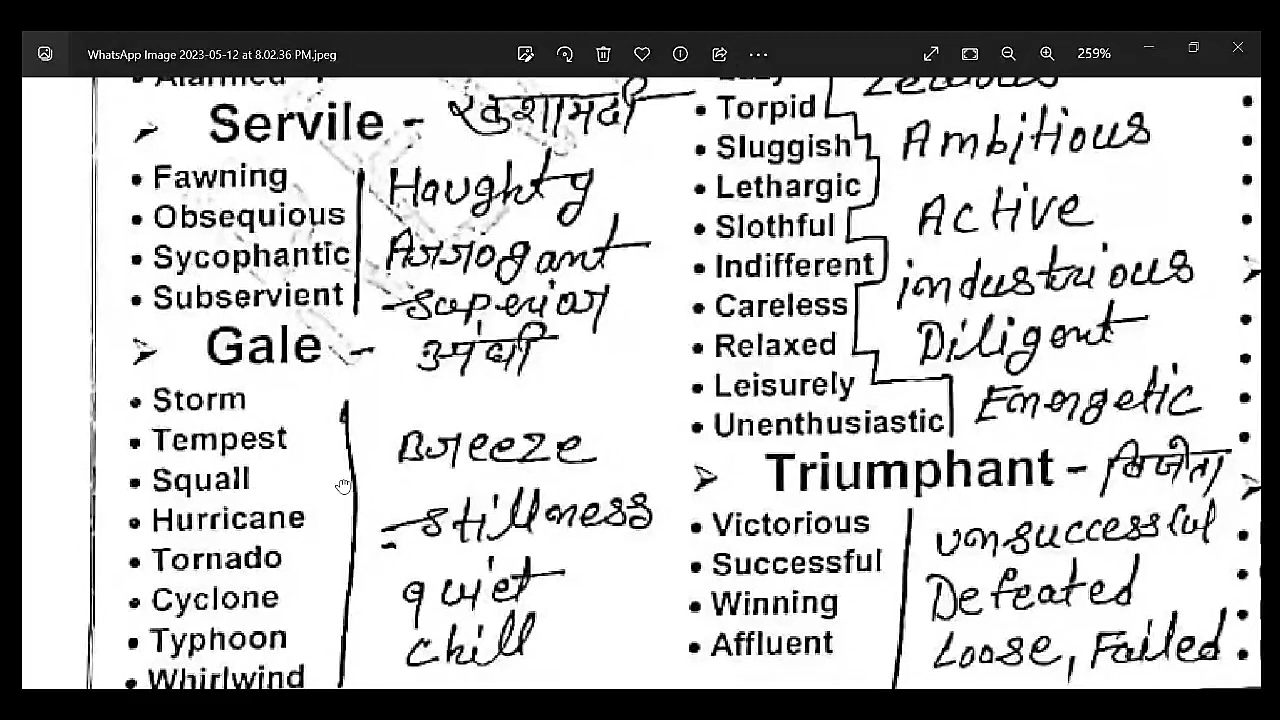 WhatsApp Image 2023-05-12 at 8.02.36 PM.jpeg
259%
Alarmed
Servile - खुशामदी
Fawning
Obsequious
Sycophantic
Subservient
Haughty
Arrogant
Superior
Gale - आंधी
Storm
Tempest
Squall
Hurricane
Tornado
Cyclone
Typhoon
Whirlwind
Breeze
Stillness
quiet
chill
Torpid
Sluggish
Lethargic
Slothful
Indifferent
Careless
Relaxed
Leisurely
Unenthusiastic
Zealous
Ambitious
Active
industrious
Diligent
Energetic
Triumphant - विजेता
Victorious
Successful
Winning
Affluent
unsuccessful
Defeated
Loose, Failed